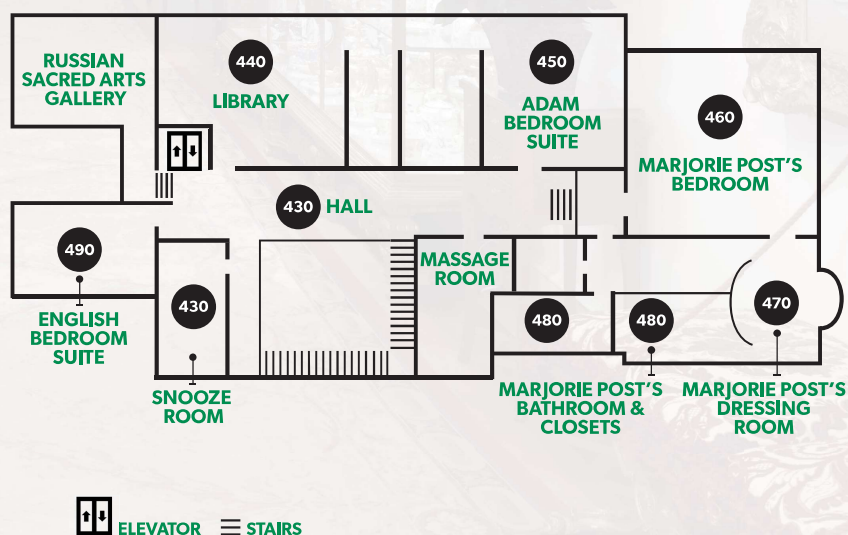 RUSSIAN
SACRED ARTS
GALLERY
440
LIBRARY
450
ADAM
BEDROOM
SUITE
460
MARJORIE POST'S
BEDROOM
430 HALL
490
ENGLISH
BEDROOM
SUITE
430
SNOOZE
ROOM
MASSAGE
ROOM
480
480
MARJORIE POST'S
BATHROOM &
CLOSETS
470
MARJORIE POST'S
DRESSING
ROOM
ELEVATOR
STAIRS